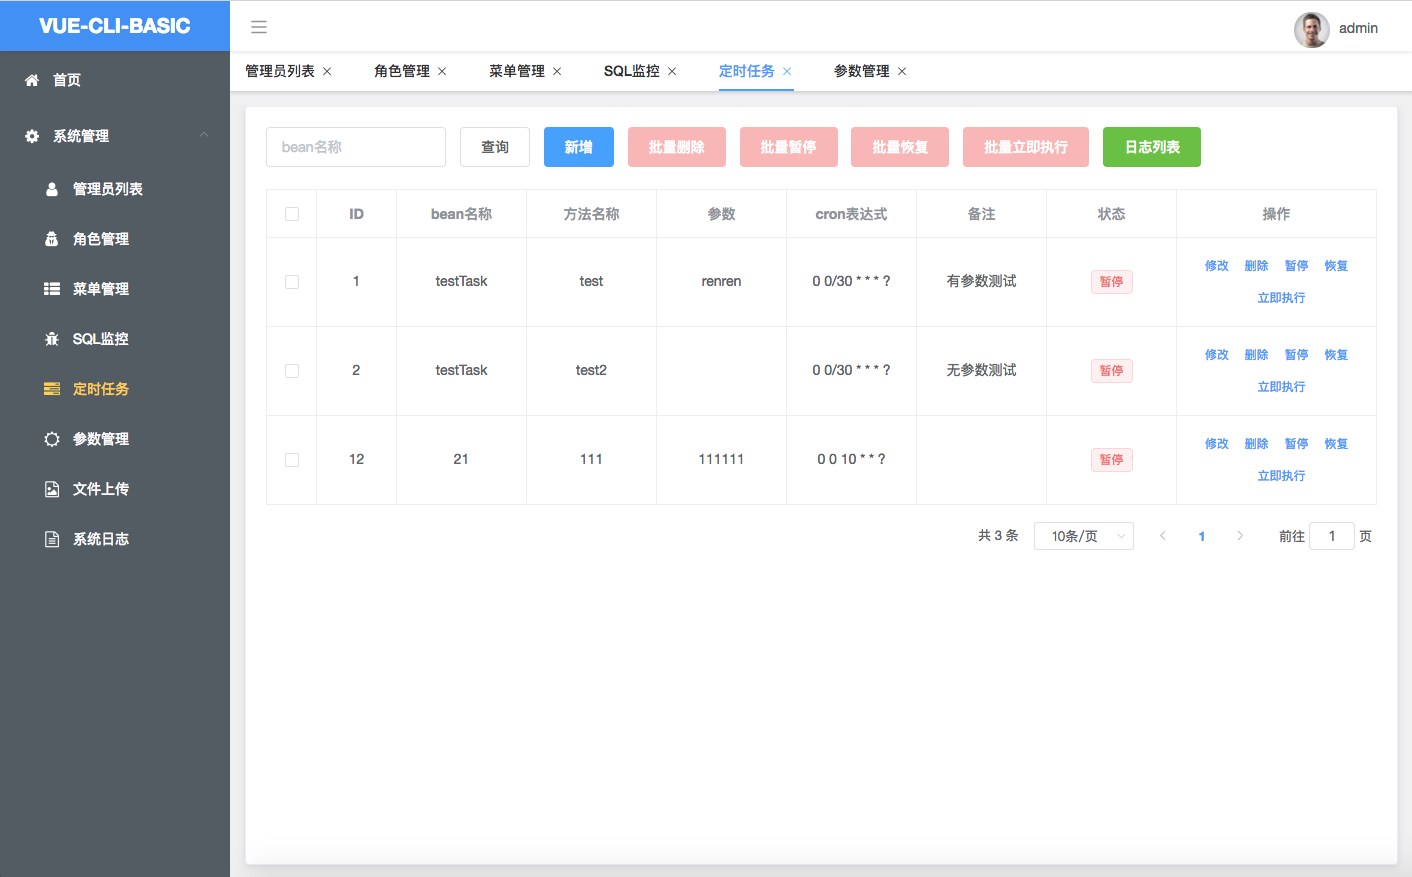 VUE-CLI-BASIC
admin
首页
系统管理
管理员列表
角色管理
菜单管理
SQL监控
定时任务
参数管理
文件上传
系统日志
管理员列表 × 角色管理 × 菜单管理 × SQL监控 × 定时任务 × 参数管理 ×
bean名称 查询 新增 批量删除 批量暂停 批量恢复 批量立即执行 日志列表
ID bean名称 方法名称 参数 cron表达式 备注 状态 操作
1 testTask test renren 0 0/30 * * * ? 有参数测试 暂停 修改 删除 暂停 恢复
立即执行
2 testTask test2 0 0/30 * * * ? 无参数测试 暂停 修改 删除 暂停 恢复
立即执行
12 21 111 111111 0 0 10 * * ? 暂停 修改 删除 暂停 恢复
立即执行
共 3 条 10条/页 1 前往 1 页